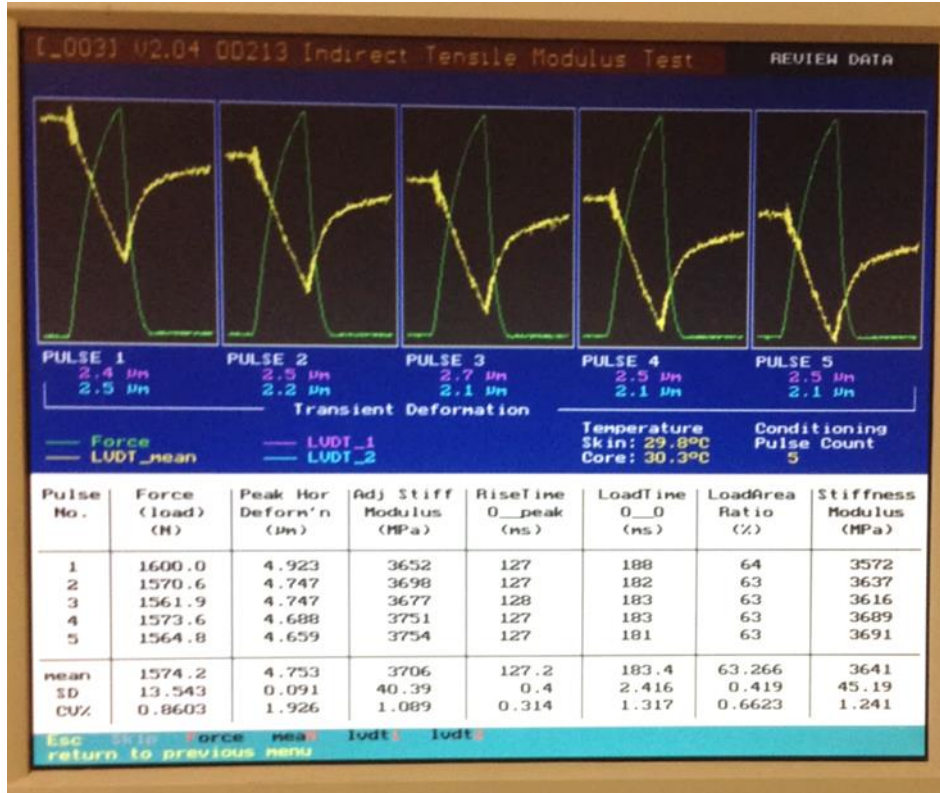 [_003] V2.04 OD213 Indirect Tensile Modulus Test REVIEW DATA
PULSE 1 PULSE 2 PULSE 3 PULSE 4 PULSE 5
2.4 µm 2.5 µm 2.7 µm 2.5 µm 2.5 µm
2.5 µm 2.2 µm 2.1 µm 2.1 µm 2.1 µm
Transient Deformation
Temperature Conditioning
Force LVDT_1 Skin: 29.8ºC Pulse Count
LVDT_mean LVDT_2 Core: 30.3ºC 5
Pulse Force Peak Hor Adj Stiff RiseTime LoadTime LoadArea Stiffness
No. (load) Deform'n Modulus 0__peak 0__0 Ratio Modulus
(N) (µm) (MPa) (ms) (ms) (%) (MPa)
1 1600.0 4.923 3652 127 188 64 3572
2 1570.6 4.747 3698 127 182 63 3637
3 1561.9 4.747 3677 128 183 63 3616
4 1573.6 4.688 3751 127 183 63 3689
5 1564.8 4.659 3754 127 181 63 3691
mean 1574.2 4.753 3706 127.2 183.4 63.266 3641
SD 13.543 0.091 40.39 0.4 2.416 0.419 45.19
CV% 0.8603 1.926 1.089 0.314 1.317 0.6623 1.241
Esc Skip Force meaN lvdt1 lvdt2
return to previous menu